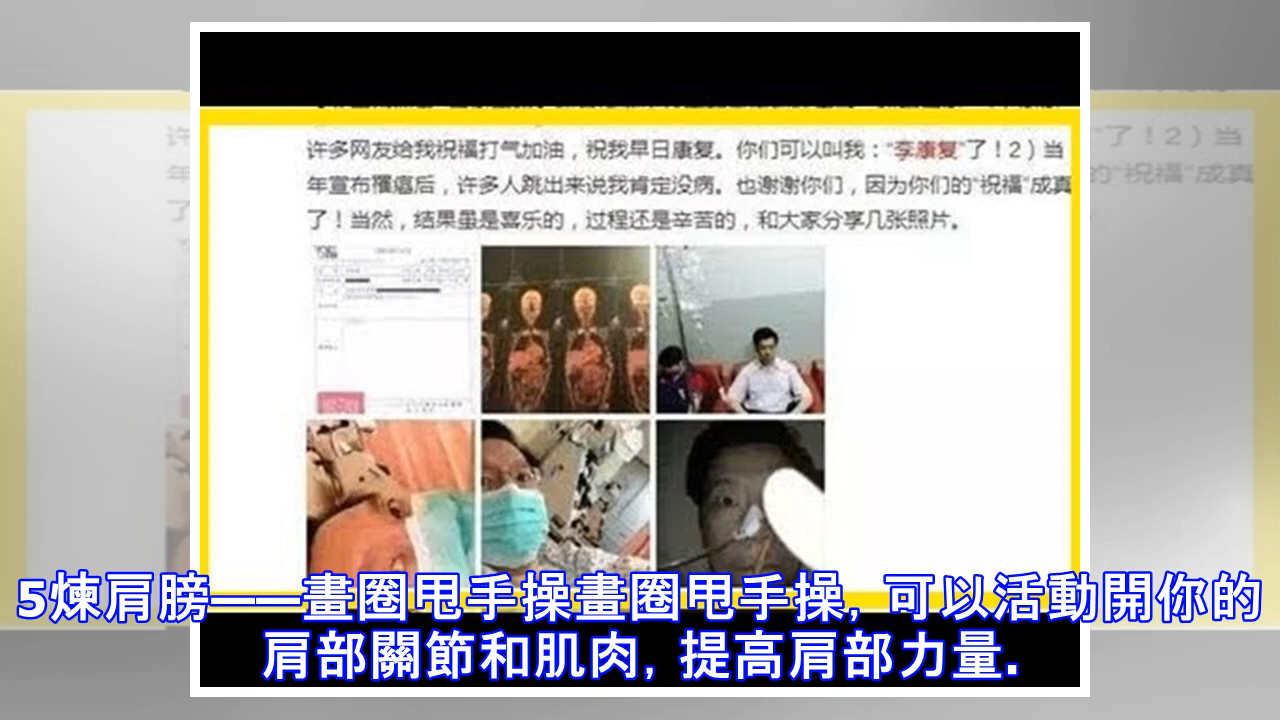 许多网友给我祝福打气加油，祝我早日康复。你们可以叫我：“李康复”了！2）当
年宣布罹癌后，许多人跳出来说我肯定没病。也谢谢你们，因为你们的“祝福”成真
了！当然，结果虽是喜乐的，过程还是辛苦的，和大家分享几张照片。
5煉肩膀——畫圈甩手操畫圈甩手操, 可以活動開你的
肩部關節和肌肉, 提高肩部力量.